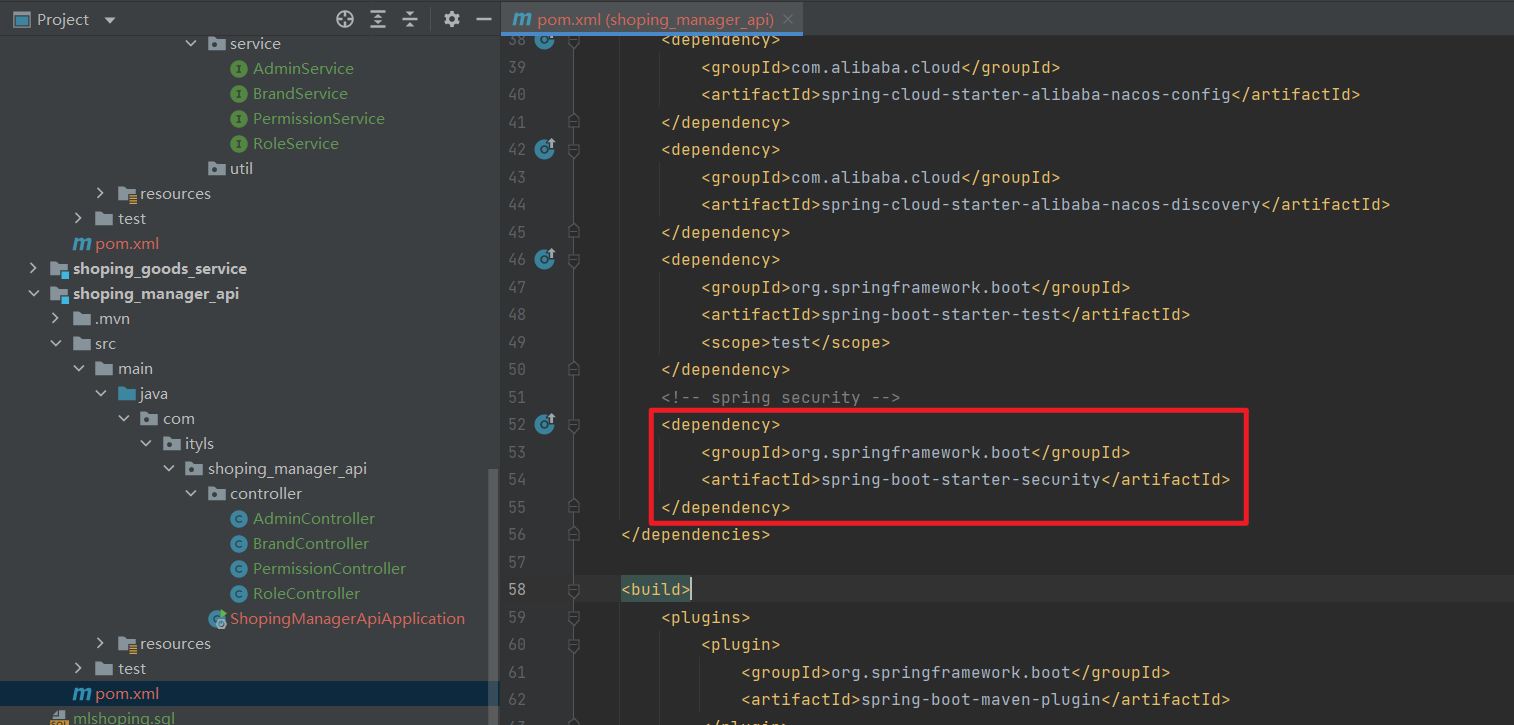 Project
service
AdminService
BrandService
PermissionService
RoleService
util
resources
test
pom.xml
shoping_goods_service
shoping_manager_api
.mvn
src
main
java
com
ityls
shoping_manager_api
controller
AdminController
BrandController
PermissionController
RoleController
ShopingManagerApiApplication
resources
test
pom.xml
mlshoping.sql
pom.xml (shoping_manager_api)
38 <dependency>
39 <groupId>com.alibaba.cloud</groupId>
40 <artifactId>spring-cloud-starter-alibaba-nacos-config</artifactId>
41 </dependency>
42 <dependency>
43 <groupId>com.alibaba.cloud</groupId>
44 <artifactId>spring-cloud-starter-alibaba-nacos-discovery</artifactId>
45 </dependency>
46 <dependency>
47 <groupId>org.springframework.boot</groupId>
48 <artifactId>spring-boot-starter-test</artifactId>
49 <scope>test</scope>
50 </dependency>
51 <!-- spring security -->
52 <dependency>
53 <groupId>org.springframework.boot</groupId>
54 <artifactId>spring-boot-starter-security</artifactId>
55 </dependency>
56 </dependencies>
57
58 <build>
59 <plugins>
60 <plugin>
61 <groupId>org.springframework.boot</groupId>
62 <artifactId>spring-boot-maven-plugin</artifactId>
63 </plugin>